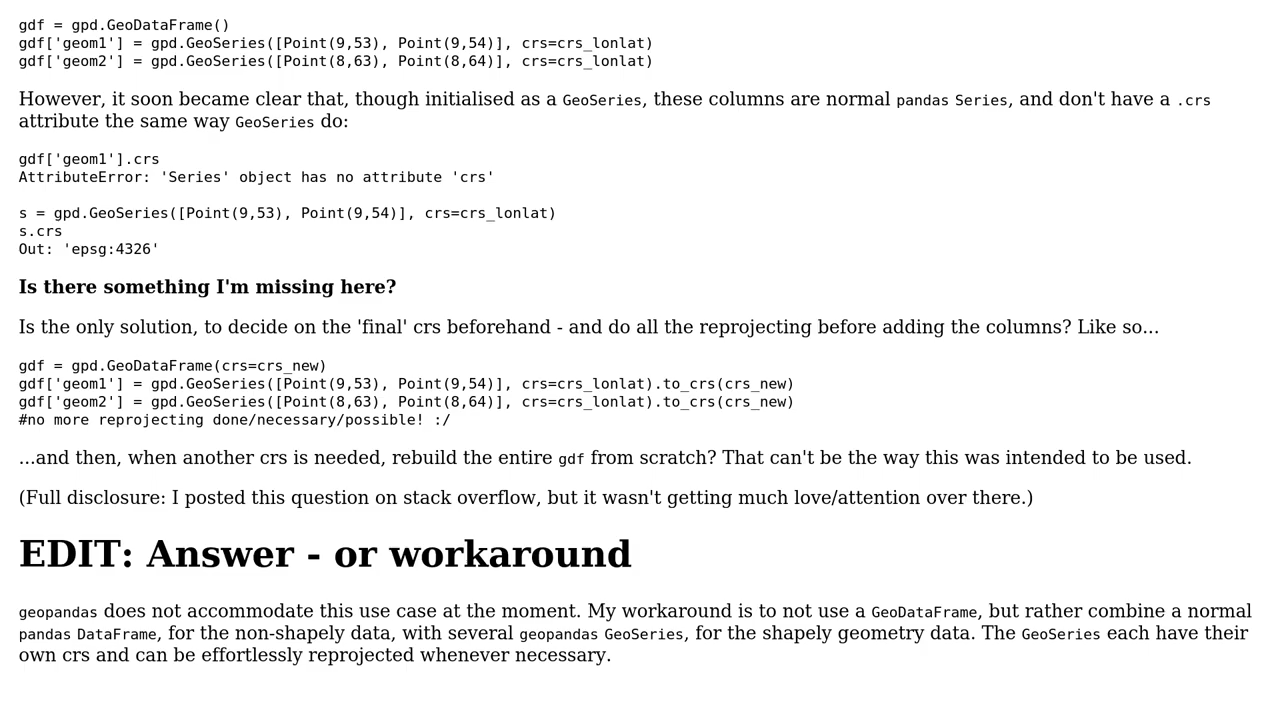 gdf = gpd.GeoDataFrame()
gdf['geom1'] = gpd.GeoSeries([Point(9,53), Point(9,54)], crs=crs_lonlat)
gdf['geom2'] = gpd.GeoSeries([Point(8,63), Point(8,64)], crs=crs_lonlat)
However, it soon became clear that, though initialised as a GeoSeries, these columns are normal pandas Series, and don't have a .crs
attribute the same way GeoSeries do:
gdf['geom1'].crs
AttributeError: 'Series' object has no attribute 'crs'
s = gpd.GeoSeries([Point(9,53), Point(9,54)], crs=crs_lonlat)
s.crs
Out: 'epsg:4326'
Is there something I'm missing here?
Is the only solution, to decide on the 'final' crs beforehand - and do all the reprojecting before adding the columns? Like so...
gdf = gpd.GeoDataFrame(crs=crs_new)
gdf['geom1'] = gpd.GeoSeries([Point(9,53), Point(9,54)], crs=crs_lonlat).to_crs(crs_new)
gdf['geom2'] = gpd.GeoSeries([Point(8,63), Point(8,64)], crs=crs_lonlat).to_crs(crs_new)
#no more reprojecting done/necessary/possible! :/
...and then, when another crs is needed, rebuild the entire gdf from scratch? That can't be the way this was intended to be used.
(Full disclosure: I posted this question on stack overflow, but it wasn't getting much love/attention over there.)
EDIT: Answer - or workaround
geopandas does not accommodate this use case at the moment. My workaround is to not use a GeoDataFrame, but rather combine a normal
pandas DataFrame, for the non-shapely data, with several geopandas GeoSeries, for the shapely geometry data. The GeoSeries each have their
own crs and can be effortlessly reprojected whenever necessary.